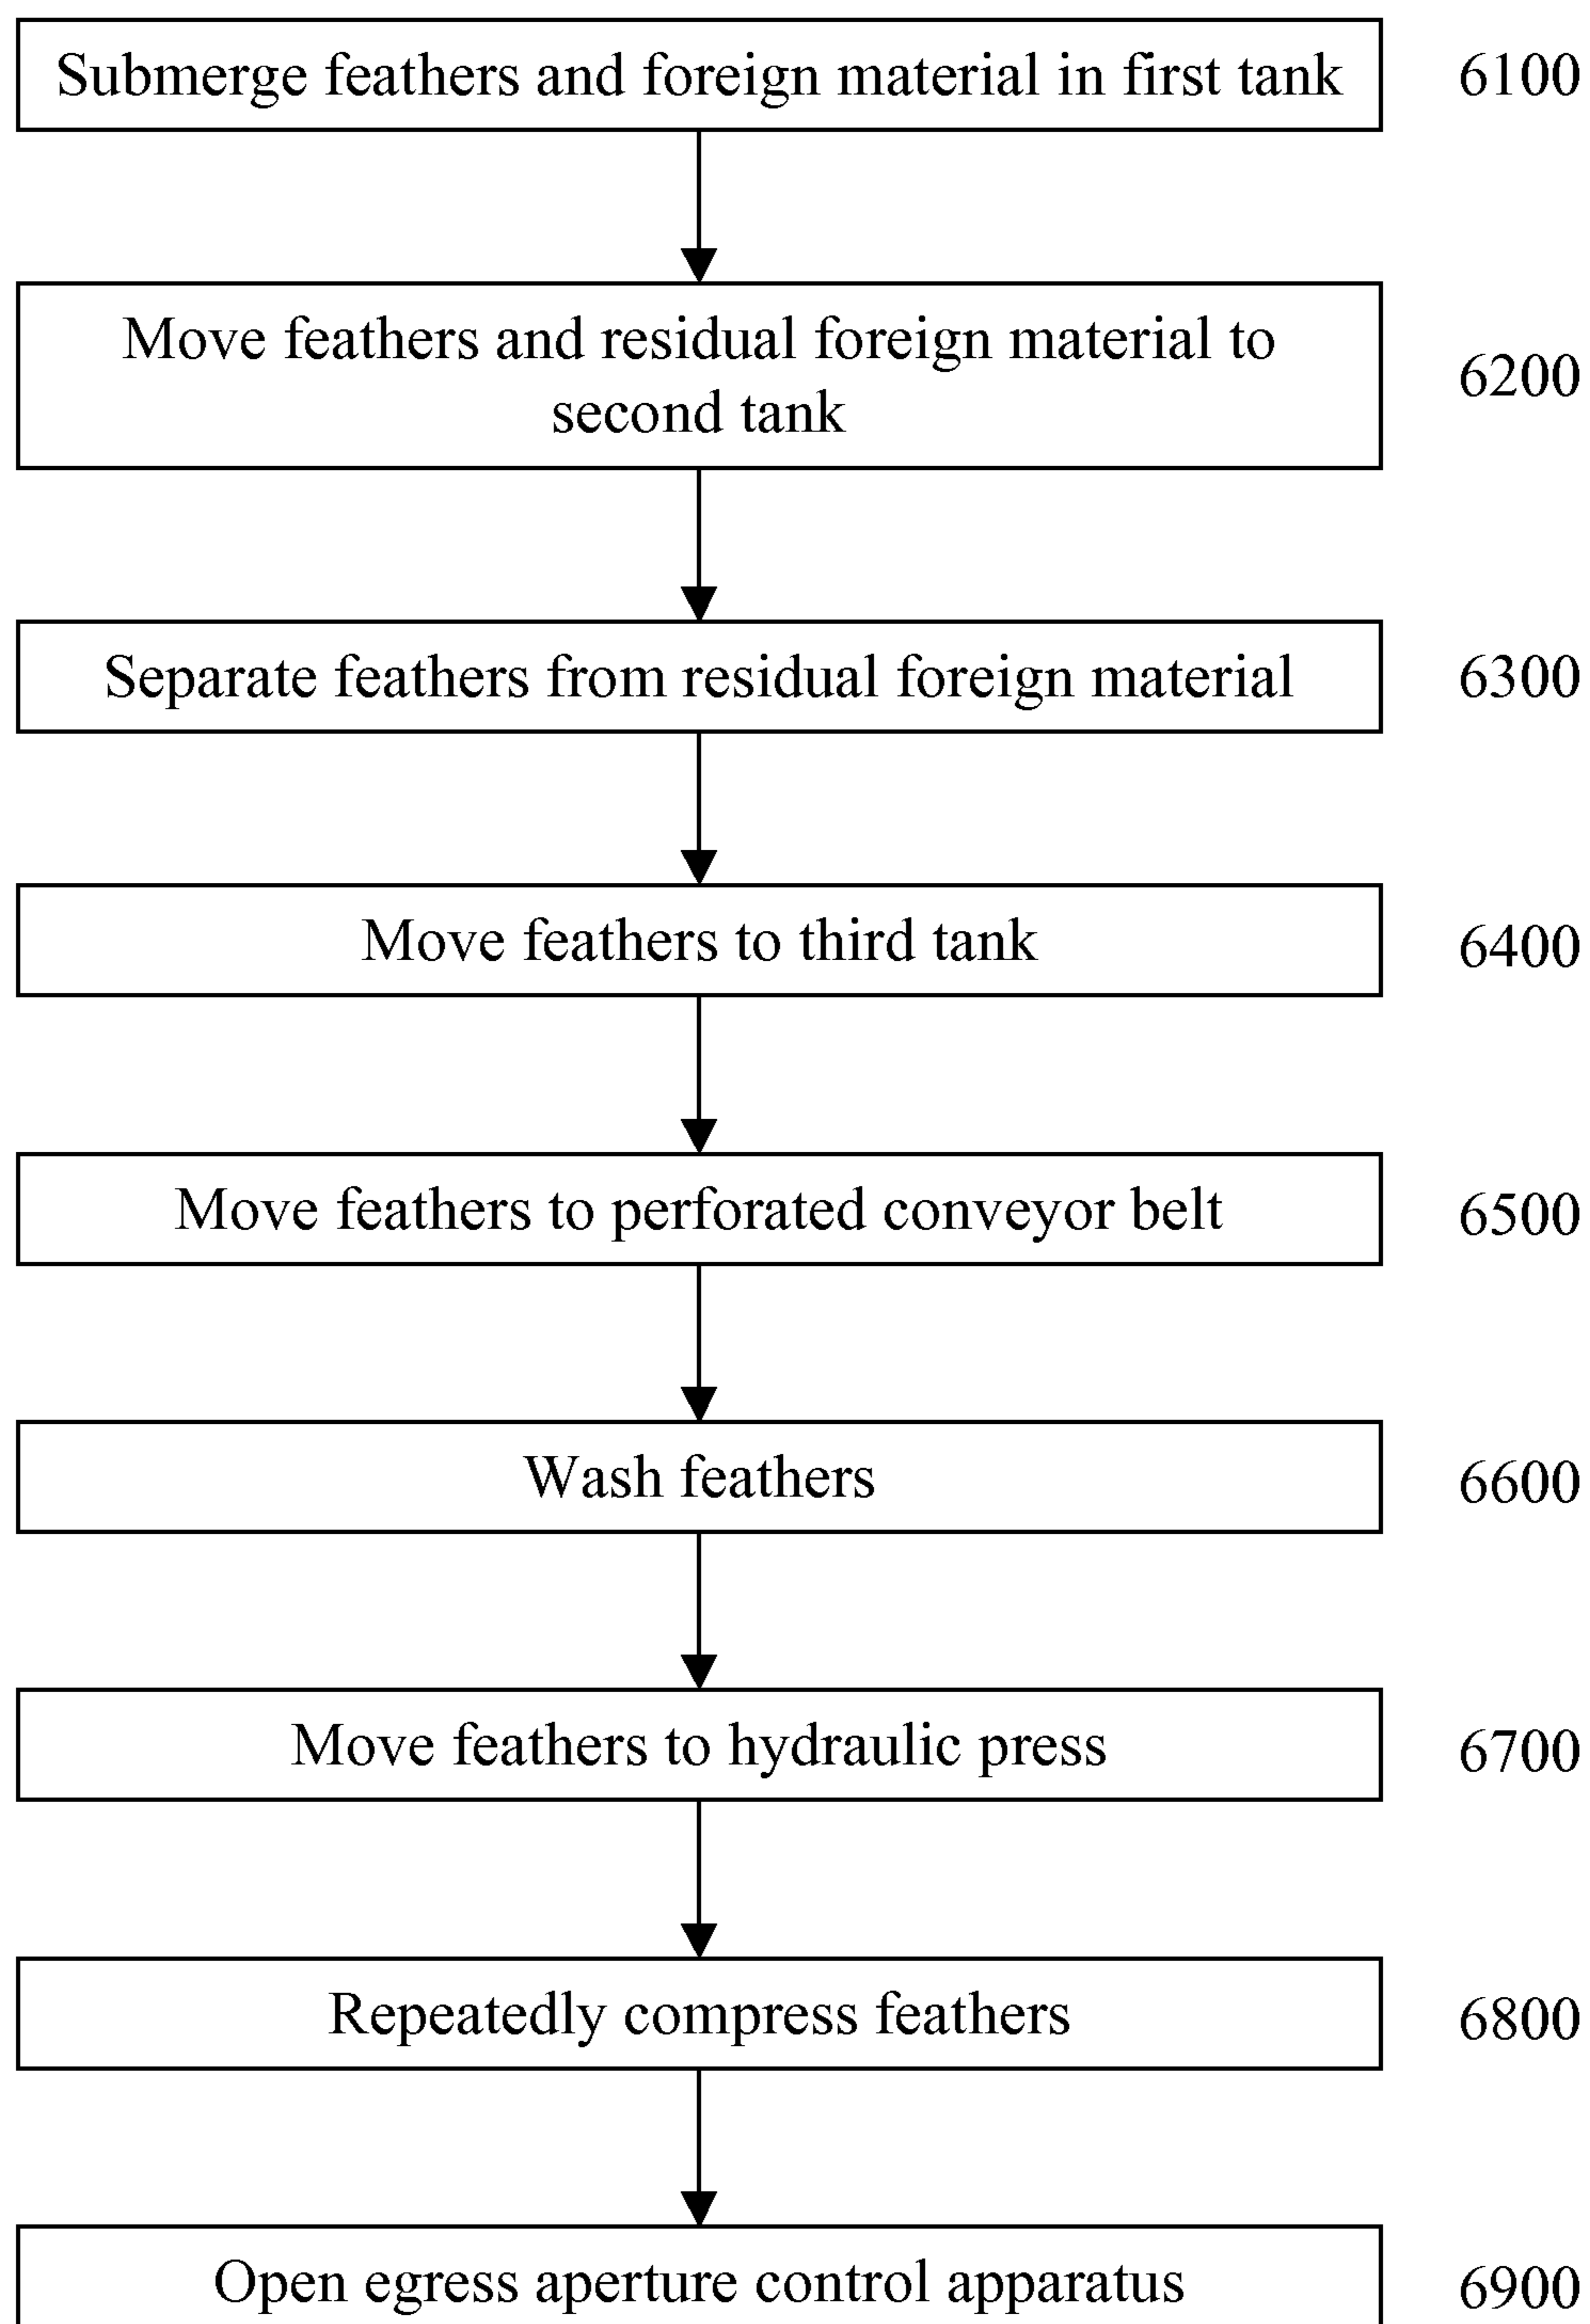 Submerge feathers and foreign material in first tank 6100
Move feathers and residual foreign material to
second tank
6200
Separate feathers from residual foreign material 6300
Move feathers to third tank 6400
Move feathers to perforated conveyor belt 6500
Wash feathers 6600
Move feathers to hydraulic press 6700
Repeatedly compress feathers 6800
Open egress aperture control apparatus 6900